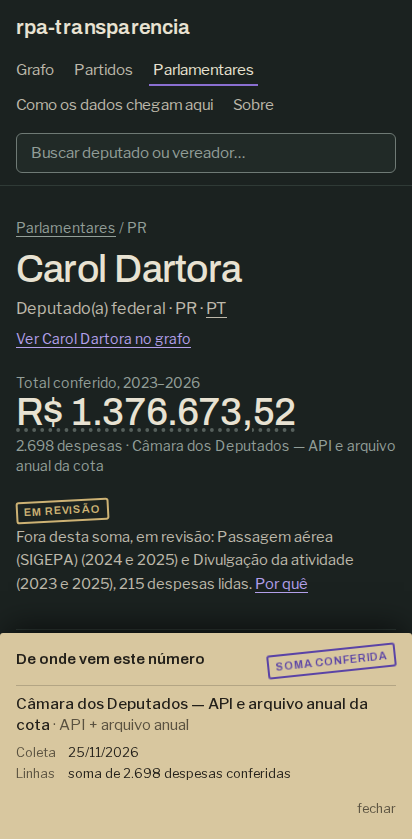 rpa-transparencia
Grafo Partidos Parlamentares
Como os dados chegam aqui Sobre
Buscar deputado ou vereador...
Parlamentares / PR
Carol Dartora
Deputado(a) federal · PR · PT
Ver Carol Dartora no grafo
Total conferido, 2023–2026
R$ 1.376.673,52
2.698 despesas · Câmara dos Deputados — API e arquivo
anual da cota
EM REVISÃO
Fora desta soma, em revisão: Passagem aérea
(SIGEPA) (2024 e 2025) e Divulgação da atividade
(2023 e 2025), 215 despesas lidas. Por quê
De onde vem este número
SOMA CONFERIDA
Câmara dos Deputados — API e arquivo anual da
cota · API + arquivo anual
Coleta 25/11/2026
Linhas soma de 2.698 despesas conferidas
fechar